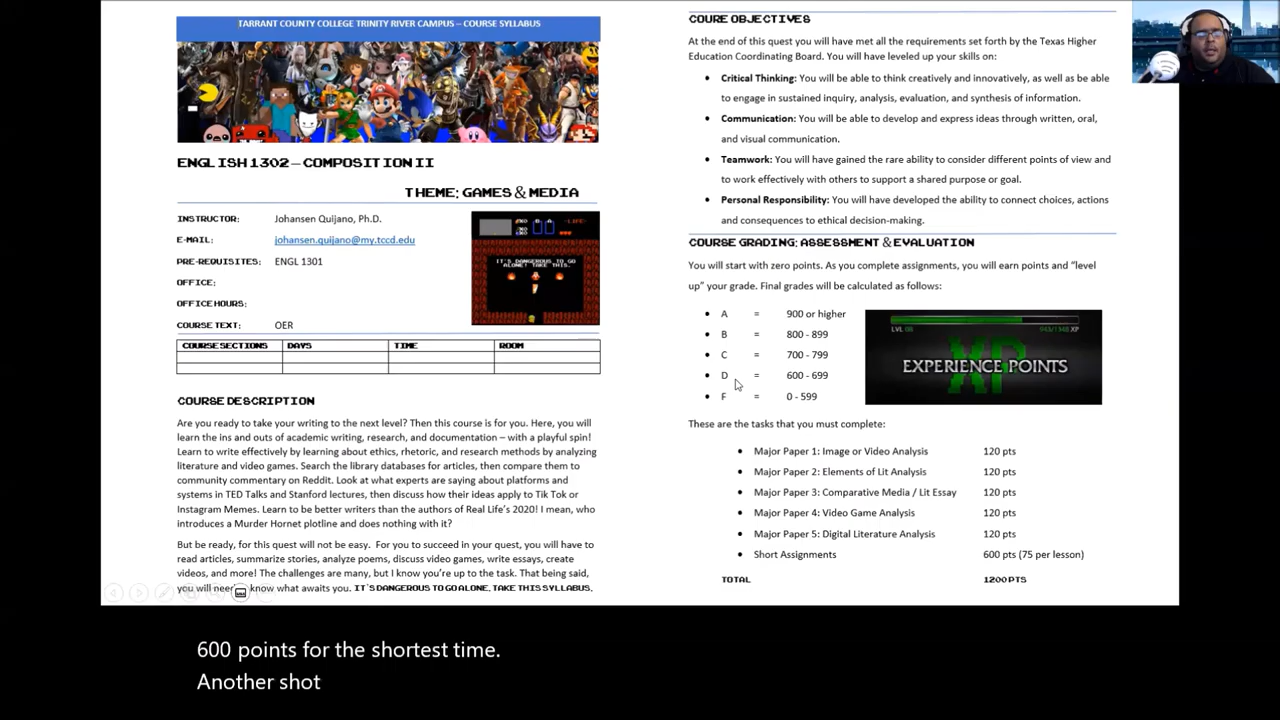 TARRANT COUNTY COLLEGE TRINITY RIVER CAMPUS – COURSE SYLLABUS
ENGLISH 1302 – COMPOSITION II
THEME: GAMES & MEDIA
INSTRUCTOR: Johansen Quijano, Ph.D.
E-MAIL: johansen.quijano@my.tccd.edu
PRE-REQUISITES: ENGL 1301
OFFICE:
OFFICE HOURS:
COURSE TEXT: OER
-LIFE-
B A
IT'S DANGEROUS TO GO
ALONE! TAKE THIS.
COURSE SECTIONS DAYS TIME ROOM
COURSE DESCRIPTION
Are you ready to take your writing to the next level? Then this course is for you. Here, you will
learn the ins and outs of academic writing, research, and documentation – with a playful spin!
Learn to write effectively by learning about ethics, rhetoric, and research methods by analyzing
literature and video games. Search the library databases for articles, then compare them to
community commentary on Reddit. Look at what experts are saying about platforms and
systems in TED Talks and Stanford lectures, then discuss how their ideas apply to Tik Tok or
Instagram Memes. Learn to be better writers than the authors of Real Life's 2020! I mean, who
introduces a Murder Hornet plotline and does nothing with it?
But be ready, for this quest will not be easy. For you to succeed in your quest, you will have to
read articles, summarize stories, analyze poems, discuss video games, write essays, create
videos, and more! The challenges are many, but I know you're up to the task. That being said,
you will need know what awaits you. IT'S DANGEROUS TO GO ALONE, TAKE THIS SYLLABUS.
COURE OBJECTIVES
At the end of this quest you will have met all the requirements set forth by the Texas Higher
Education Coordinating Board. You will have leveled up your skills on:
• Critical Thinking: You will be able to think creatively and innovatively, as well as be able
to engage in sustained inquiry, analysis, evaluation, and synthesis of information.
• Communication: You will be able to develop and express ideas through written, oral,
and visual communication.
• Teamwork: You will have gained the rare ability to consider different points of view and
to work effectively with others to support a shared purpose or goal.
• Personal Responsibility: You will have developed the ability to connect choices, actions
and consequences to ethical decision-making.
COURSE GRADING: ASSESSMENT & EVALUATION
You will start with zero points. As you complete assignments, you will earn points and “level
up” your grade. Final grades will be calculated as follows:
• A = 900 or higher
• B = 800 - 899
• C = 700 - 799
• D = 600 - 699
• F = 0 - 599
XP
EXPERIENCE POINTS
These are the tasks that you must complete:
• Major Paper 1: Image or Video Analysis 120 pts
• Major Paper 2: Elements of Lit Analysis 120 pts
• Major Paper 3: Comparative Media / Lit Essay 120 pts
• Major Paper 4: Video Game Analysis 120 pts
• Major Paper 5: Digital Literature Analysis 120 pts
• Short Assignments 600 pts (75 per lesson)
TOTAL 1200 PTS
600 points for the shortest time.
Another shot